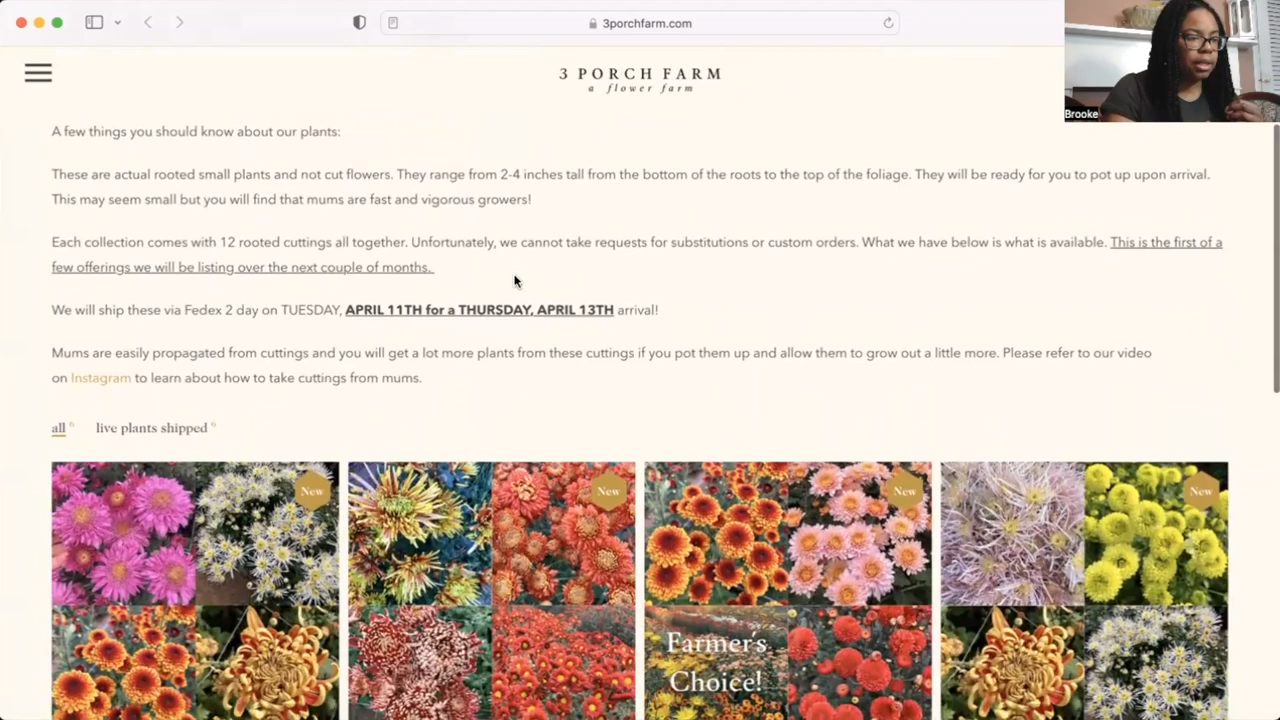 3porchfarm.com
3 PORCH FARM
a flower farm
Brooke
A few things you should know about our plants:
These are actual rooted small plants and not cut flowers. They range from 2-4 inches tall from the bottom of the roots to the top of the foliage. They will be ready for you to pot up upon arrival.
This may seem small but you will find that mums are fast and vigorous growers!
Each collection comes with 12 rooted cuttings all together. Unfortunately, we cannot take requests for substitutions or custom orders. What we have below is what is available. This is the first of a
few offerings we will be listing over the next couple of months.
We will ship these via Fedex 2 day on TUESDAY, APRIL 11TH for a THURSDAY, APRIL 13TH arrival!
Mums are easily propagated from cuttings and you will get a lot more plants from these cuttings if you pot them up and allow them to grow out a little more. Please refer to our video
on Instagram to learn about how to take cuttings from mums.
all 6 live plants shipped 6
New New New New
Farmer's
Choice!